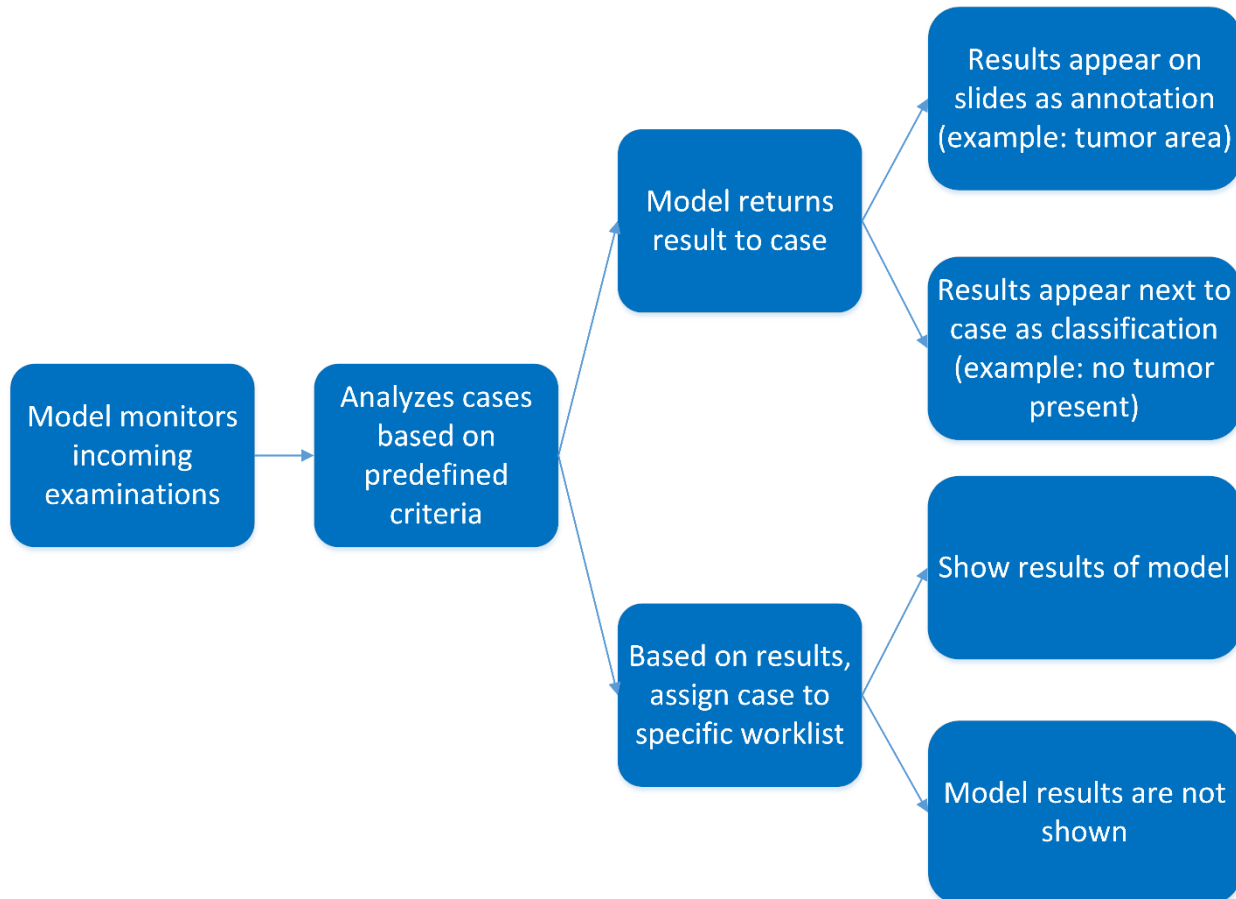 Model monitors
incoming
examinations
Analyzes cases
based on
predefined
criteria
Model returns
result to case
Based on results,
assign case to
specific worklist
Results appear on
slides as annotation
(example: tumor area)
Results appear next to
case as classification
(example: no tumor
present)
Show results of model
Model results are not
shown